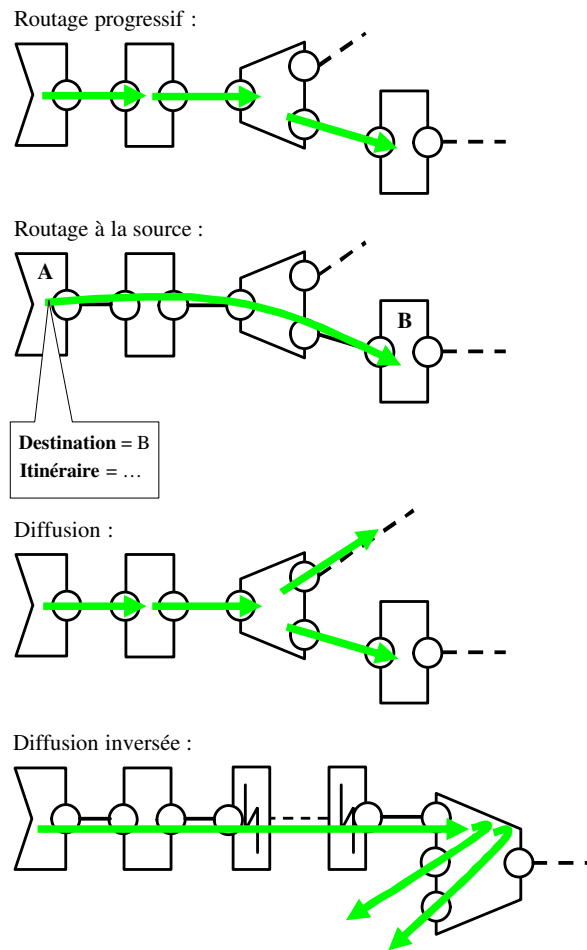 Routage progressif :
Routage à la source :
A
B
Destination = B
Itinéraire = …
Diffusion :
Diffusion inversée :